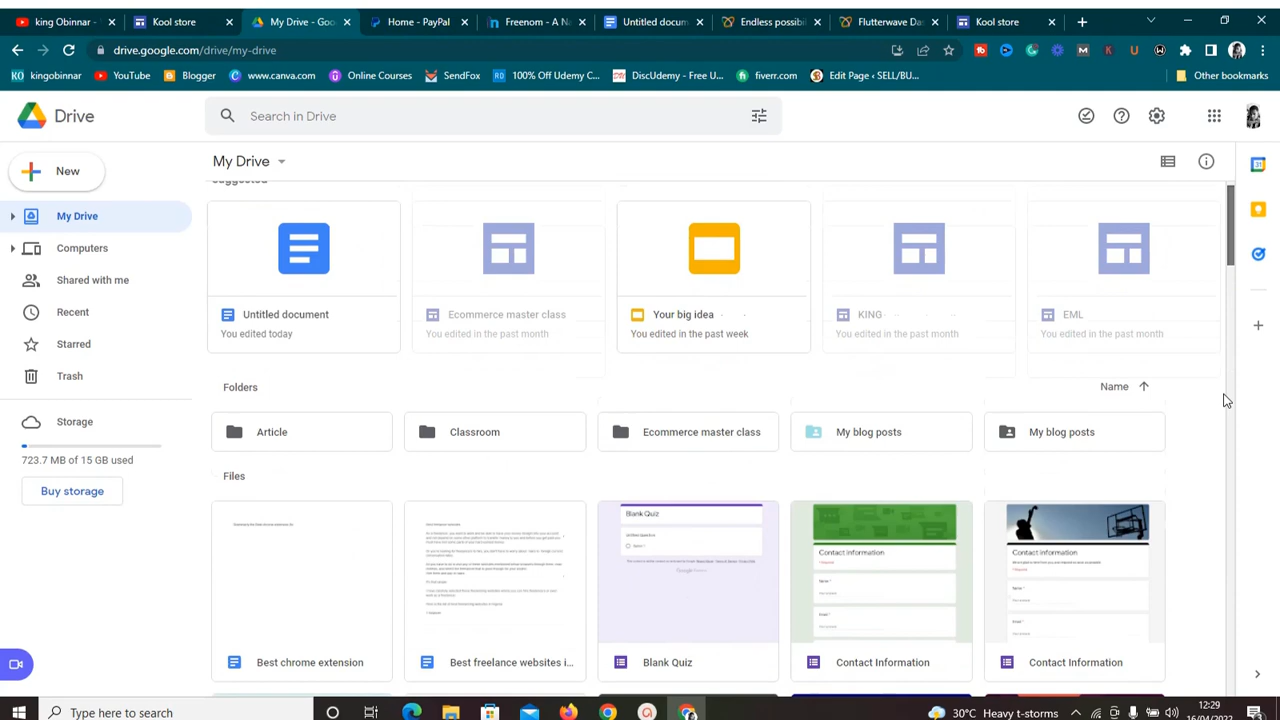 king Obinnar -
Kool store
My Drive - Goo
Home - PayPal
Freenom - A Na
Untitled docum
Endless possibi
Flutterwave Da
Kool store
drive.google.com/drive/my-drive
kingobinnar
YouTube
Blogger
www.canva.com
Online Courses
SendFox
100% Off Udemy C...
DiscUdemy - Free U...
fiverr.com
Edit Page ‹ SELL/BU...
Other bookmarks
Drive
Search in Drive
New
My Drive
My Drive
Computers
Shared with me
Recent
Starred
Trash
Storage
723.7 MB of 15 GB used
Buy storage
Suggested
Untitled document
You edited today
Ecommerce master class
You edited in the past month
Your big idea
You edited in the past week
KING
You edited in the past month
EML
You edited in the past month
Folders
Name
Article
Classroom
Ecommerce master class
My blog posts
My blog posts
Files
Blank Quiz
Contact Information
Contact Information
Name
Name
Email
Email
Best chrome extension
Best freelance websites i...
Blank Quiz
Contact Information
Contact Information
Type here to search
30°C Heavy t-storms
12:29